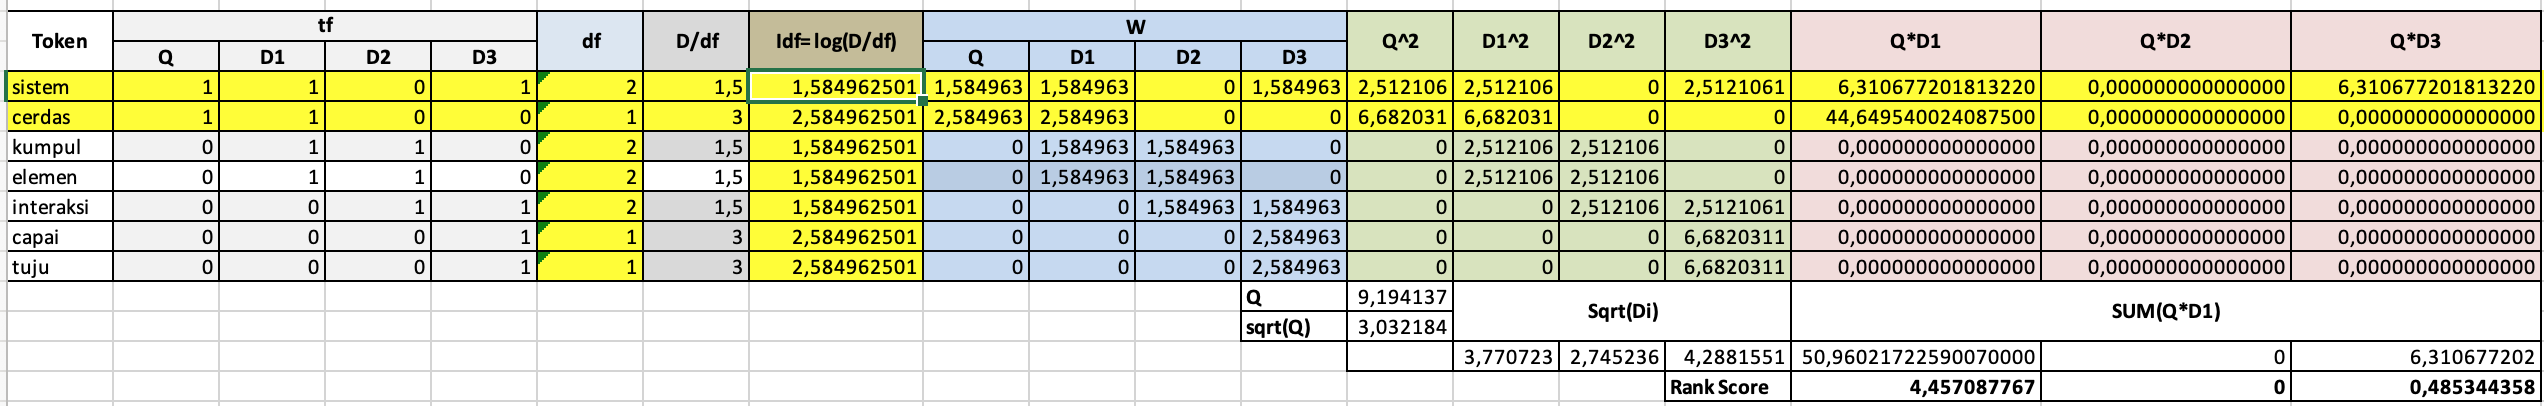 Token tf df D/df Idf=log(D/df) W Q^2 D1^2 D2^2 D3^2 Q*D1 Q*D2 Q*D3
Q D1 D2 D3 Q D1 D2 D3
sistem 1 1 0 1 2 1,5 1,584962501 1,584963 1,584963 0 1,584963 2,512106 2,512106 0 2,5121061 6,310677201813220 0,000000000000000 6,310677201813220
cerdas 1 1 0 0 1 3 2,584962501 2,584963 2,584963 0 0 6,682031 6,682031 0 0 44,649540024087500 0,000000000000000 0,000000000000000
kumpul 0 1 1 0 2 1,5 1,584962501 0 1,584963 1,584963 0 0 2,512106 2,512106 0 0,000000000000000 0,000000000000000 0,000000000000000
elemen 0 1 1 0 2 1,5 1,584962501 0 1,584963 1,584963 0 0 2,512106 2,512106 0 0,000000000000000 0,000000000000000 0,000000000000000
interaksi 0 0 1 1 2 1,5 1,584962501 0 0 1,584963 1,584963 0 0 2,512106 2,5121061 0,000000000000000 0,000000000000000 0,000000000000000
capai 0 0 0 1 1 3 2,584962501 0 0 0 2,584963 0 0 0 6,6820311 0,000000000000000 0,000000000000000 0,000000000000000
tuju 0 0 0 1 1 3 2,584962501 0 0 0 2,584963 0 0 0 6,6820311 0,000000000000000 0,000000000000000 0,000000000000000
Q 9,194137 Sqrt(Di) SUM(Q*D1)
sqrt(Q) 3,032184
3,770723 2,745236 4,2881551 50,96021722590070000 0 6,310677202
Rank Score 4,457087767 0 0,485344358